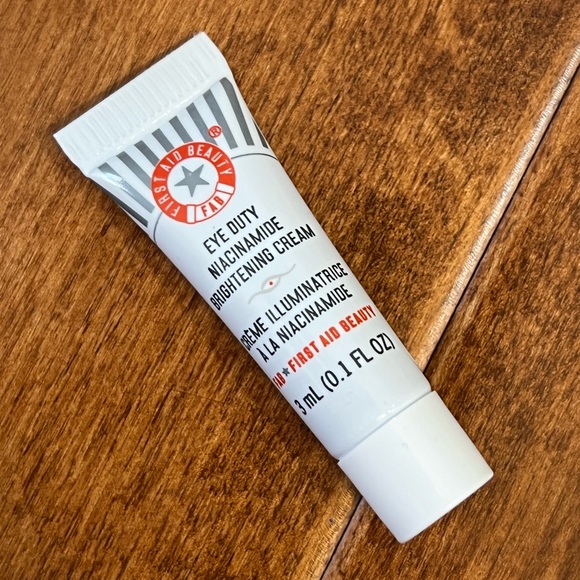 FIRST AID BEAUTY
®
FAB
EYE DUTY
NIACINAMIDE
BRIGHTENING CREAM
CRÈME ILLUMINATRICE
À LA NIACINAMIDE
FAB ★ FIRST AID BEAUTY
3 mL (0.1 FL OZ)